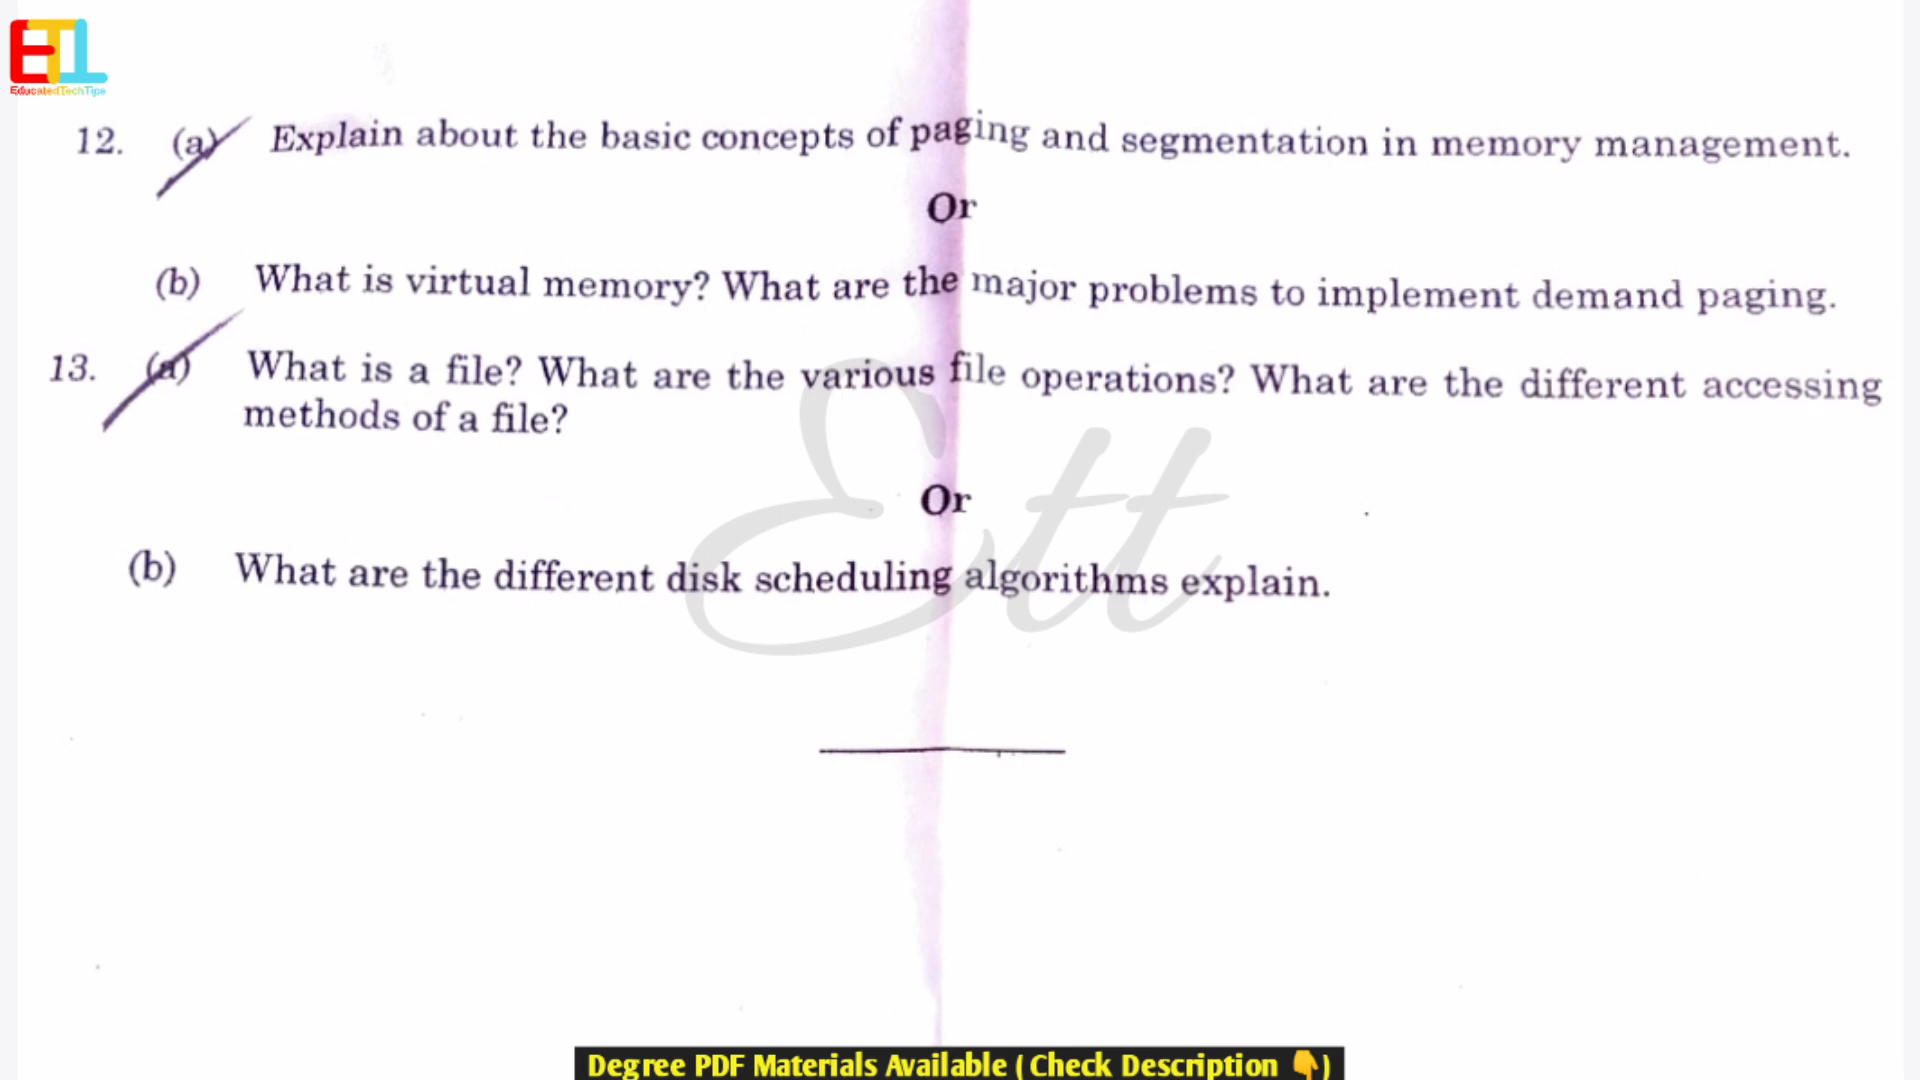 ETL
EducatedTechTips
12. (a) Explain about the basic concepts of paging and segmentation in memory management.
Or
(b) What is virtual memory? What are the major problems to implement demand paging.
13. (a) What is a file? What are the various file operations? What are the different accessing
methods of a file?
Or
(b) What are the different disk scheduling algorithms explain.
Ett
Degree PDF Materials Available ( Check Description 👇)